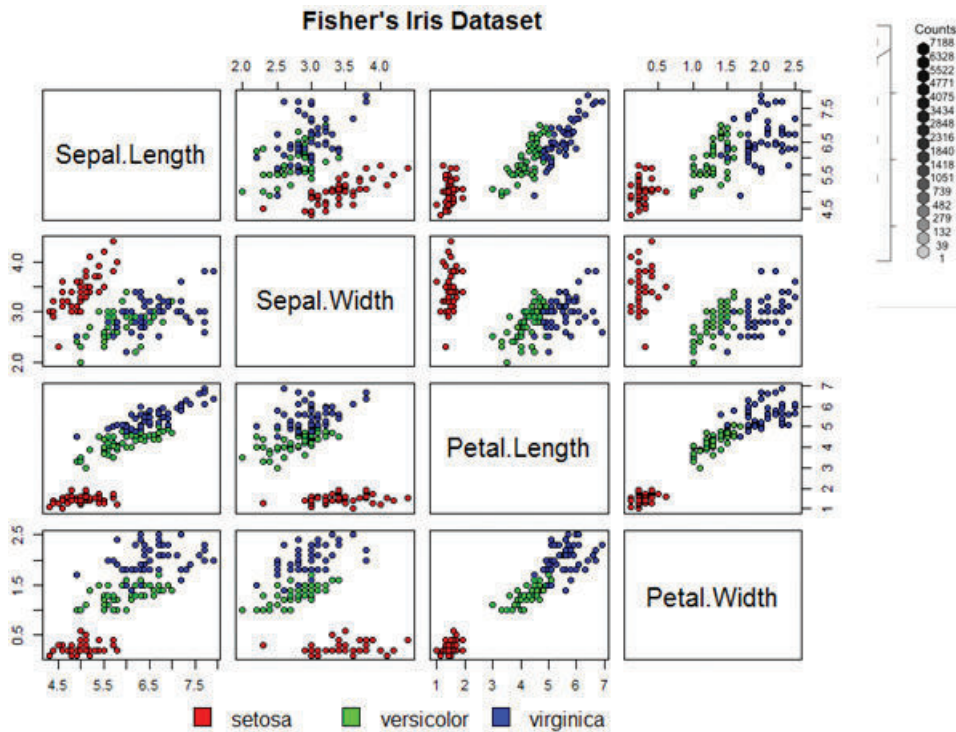 Fisher's Iris Dataset
Counts
7188
6328
5522
4771
4075
3434
2848
2316
1840
1418
1051
739
482
279
132
39
1
2.0 2.5 3.0 3.5 4.0
0.5 1.0 1.5 2.0 2.5
Sepal.Length
4.5 5.5 6.5 7.5
2.0 3.0 4.0
Sepal.Width
Petal.Length
1 2 3 4 5 6 7
0.5 1.5 2.5
Petal.Width
4.5 5.5 6.5 7.5
1 2 3 4 5 6 7
setosa versicolor virginica